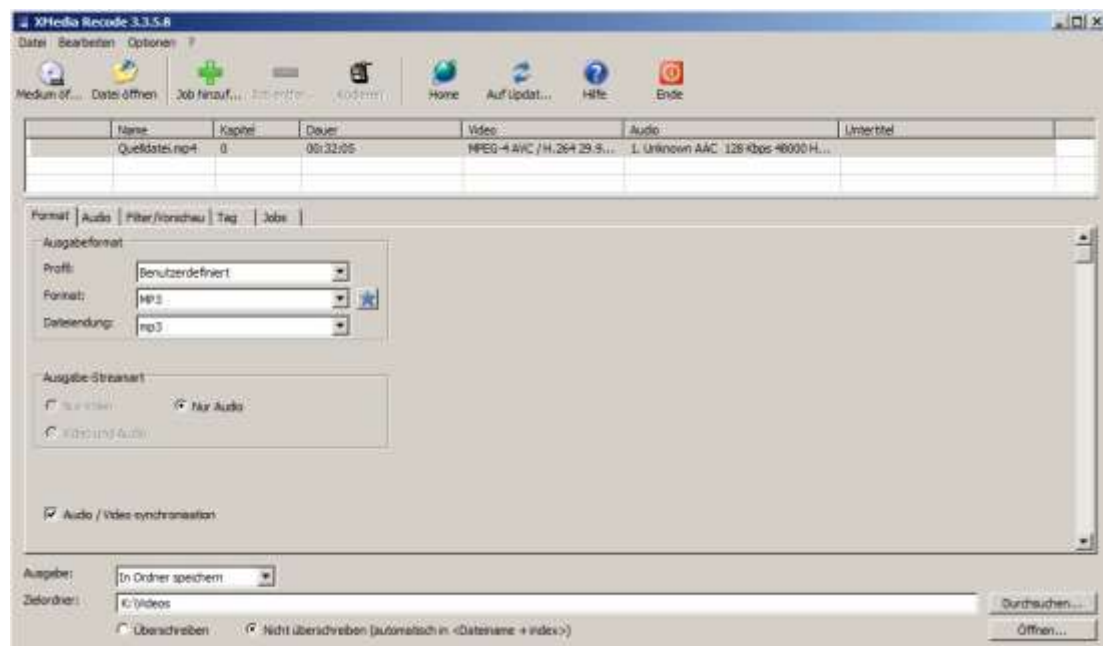 XMedia Recode 3.3.5.8
Datei Bearbeiten Optionen ?
Medium öf... Datei öffnen Job hinzuf... Home Auf Updat... Hilfe Ende
Name Kapitel Dauer Video Audio Untertitel
Quelldatei.mp4 0 00:32:05 MPEG-4 AVC / H.264 29.9... 1. Unknown AAC 128 Kbps 48000 H...
Format Audio Filter/Vorschau Tag Jobs
Ausgabeformat
Profil: Benutzerdefiniert
Format: MP3
Dateiendung: mp3
Ausgabe-Streamart
Nur Video Nur Audio
Video und Audio
Audio / Video synchronisation
Ausgabe: In Ordner speichern
Zielordner: K:\Videos Durchsuchen...
Überschreiben Nicht überschreiben (automatisch in <Dateiname + index>) Öffnen...